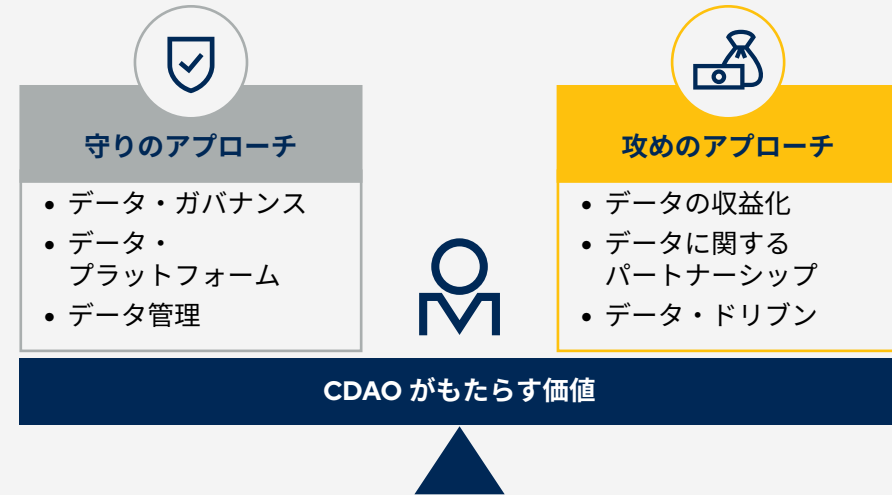 守りのアプローチ
• データ・ガバナンス
• データ・
プラットフォーム
• データ管理
攻めのアプローチ
• データの収益化
• データに関する
パートナーシップ
• データ・ドリブン
CDAO がもたらす価値